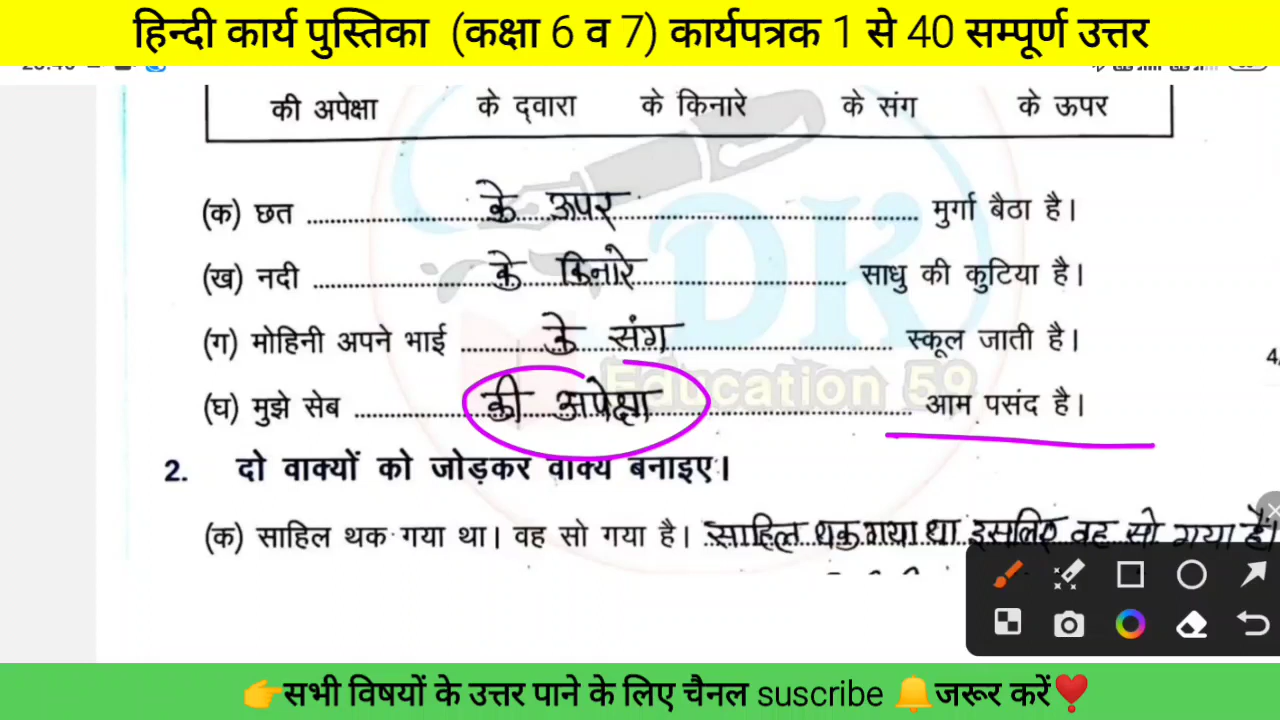 हिन्दी कार्य पुस्तिका (कक्षा 6 व 7) कार्यपत्रक 1 से 40 सम्पूर्ण उत्तर
की अपेक्षा के द्वारा के किनारे के संग के ऊपर
(क) छत ........ के ऊपर ........ मुर्गा बैठा है।
(ख) नदी ........ के किनारे ........ साधु की कुटिया है।
(ग) मोहिनी अपने भाई ........ के संग ........ स्कूल जाती है।
(घ) मुझे सेब ........ की अपेक्षा ........ आम पसंद है।
DK
Education 59
2. दो वाक्यों को जोड़कर वाक्य बनाइए।
(क) साहिल थक गया था। वह सो गया है। साहिल थक गया था इसलिए वह सो गया है।
👉सभी विषयों के उत्तर पाने के लिए चैनल suscribe 🔔जरूर करें❣️